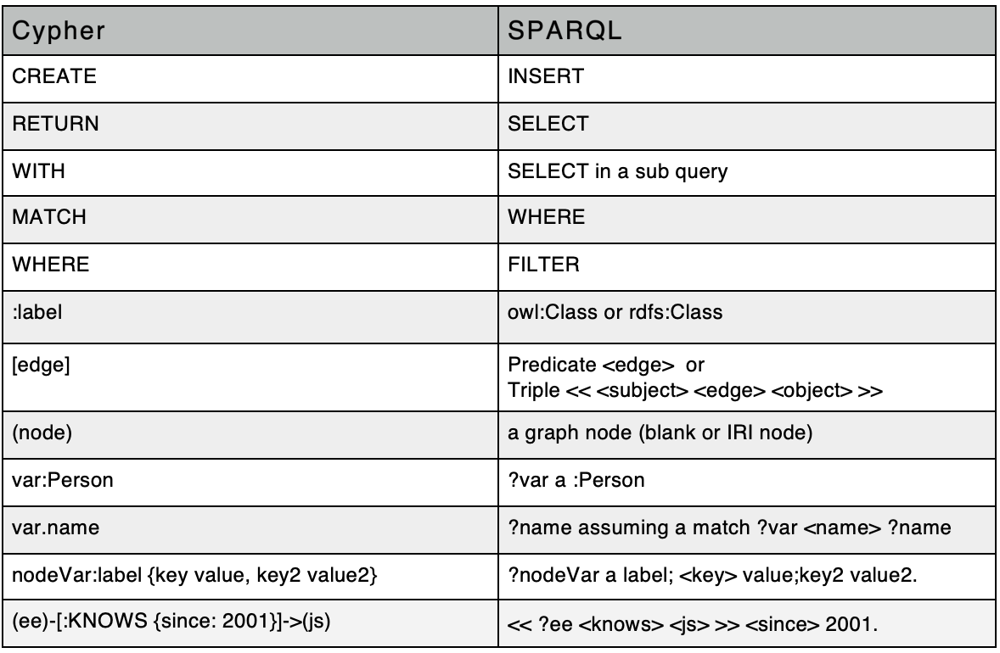 Cypher SPARQL
CREATE INSERT
RETURN SELECT
WITH SELECT in a sub query
MATCH WHERE
WHERE FILTER
:label owl:Class or rdfs:Class
[edge] Predicate <edge>  or
Triple << <subject> <edge> <object> >>
(node) a graph node (blank or IRI node)
var:Person ?var a :Person
var.name ?name assuming a match ?var <name> ?name
nodeVar:label {key value, key2 value2} ?nodeVar a label; <key> value;key2 value2.
(ee)-[:KNOWS {since: 2001}]->(js) << ?ee <knows> <js> >> <since> 2001.